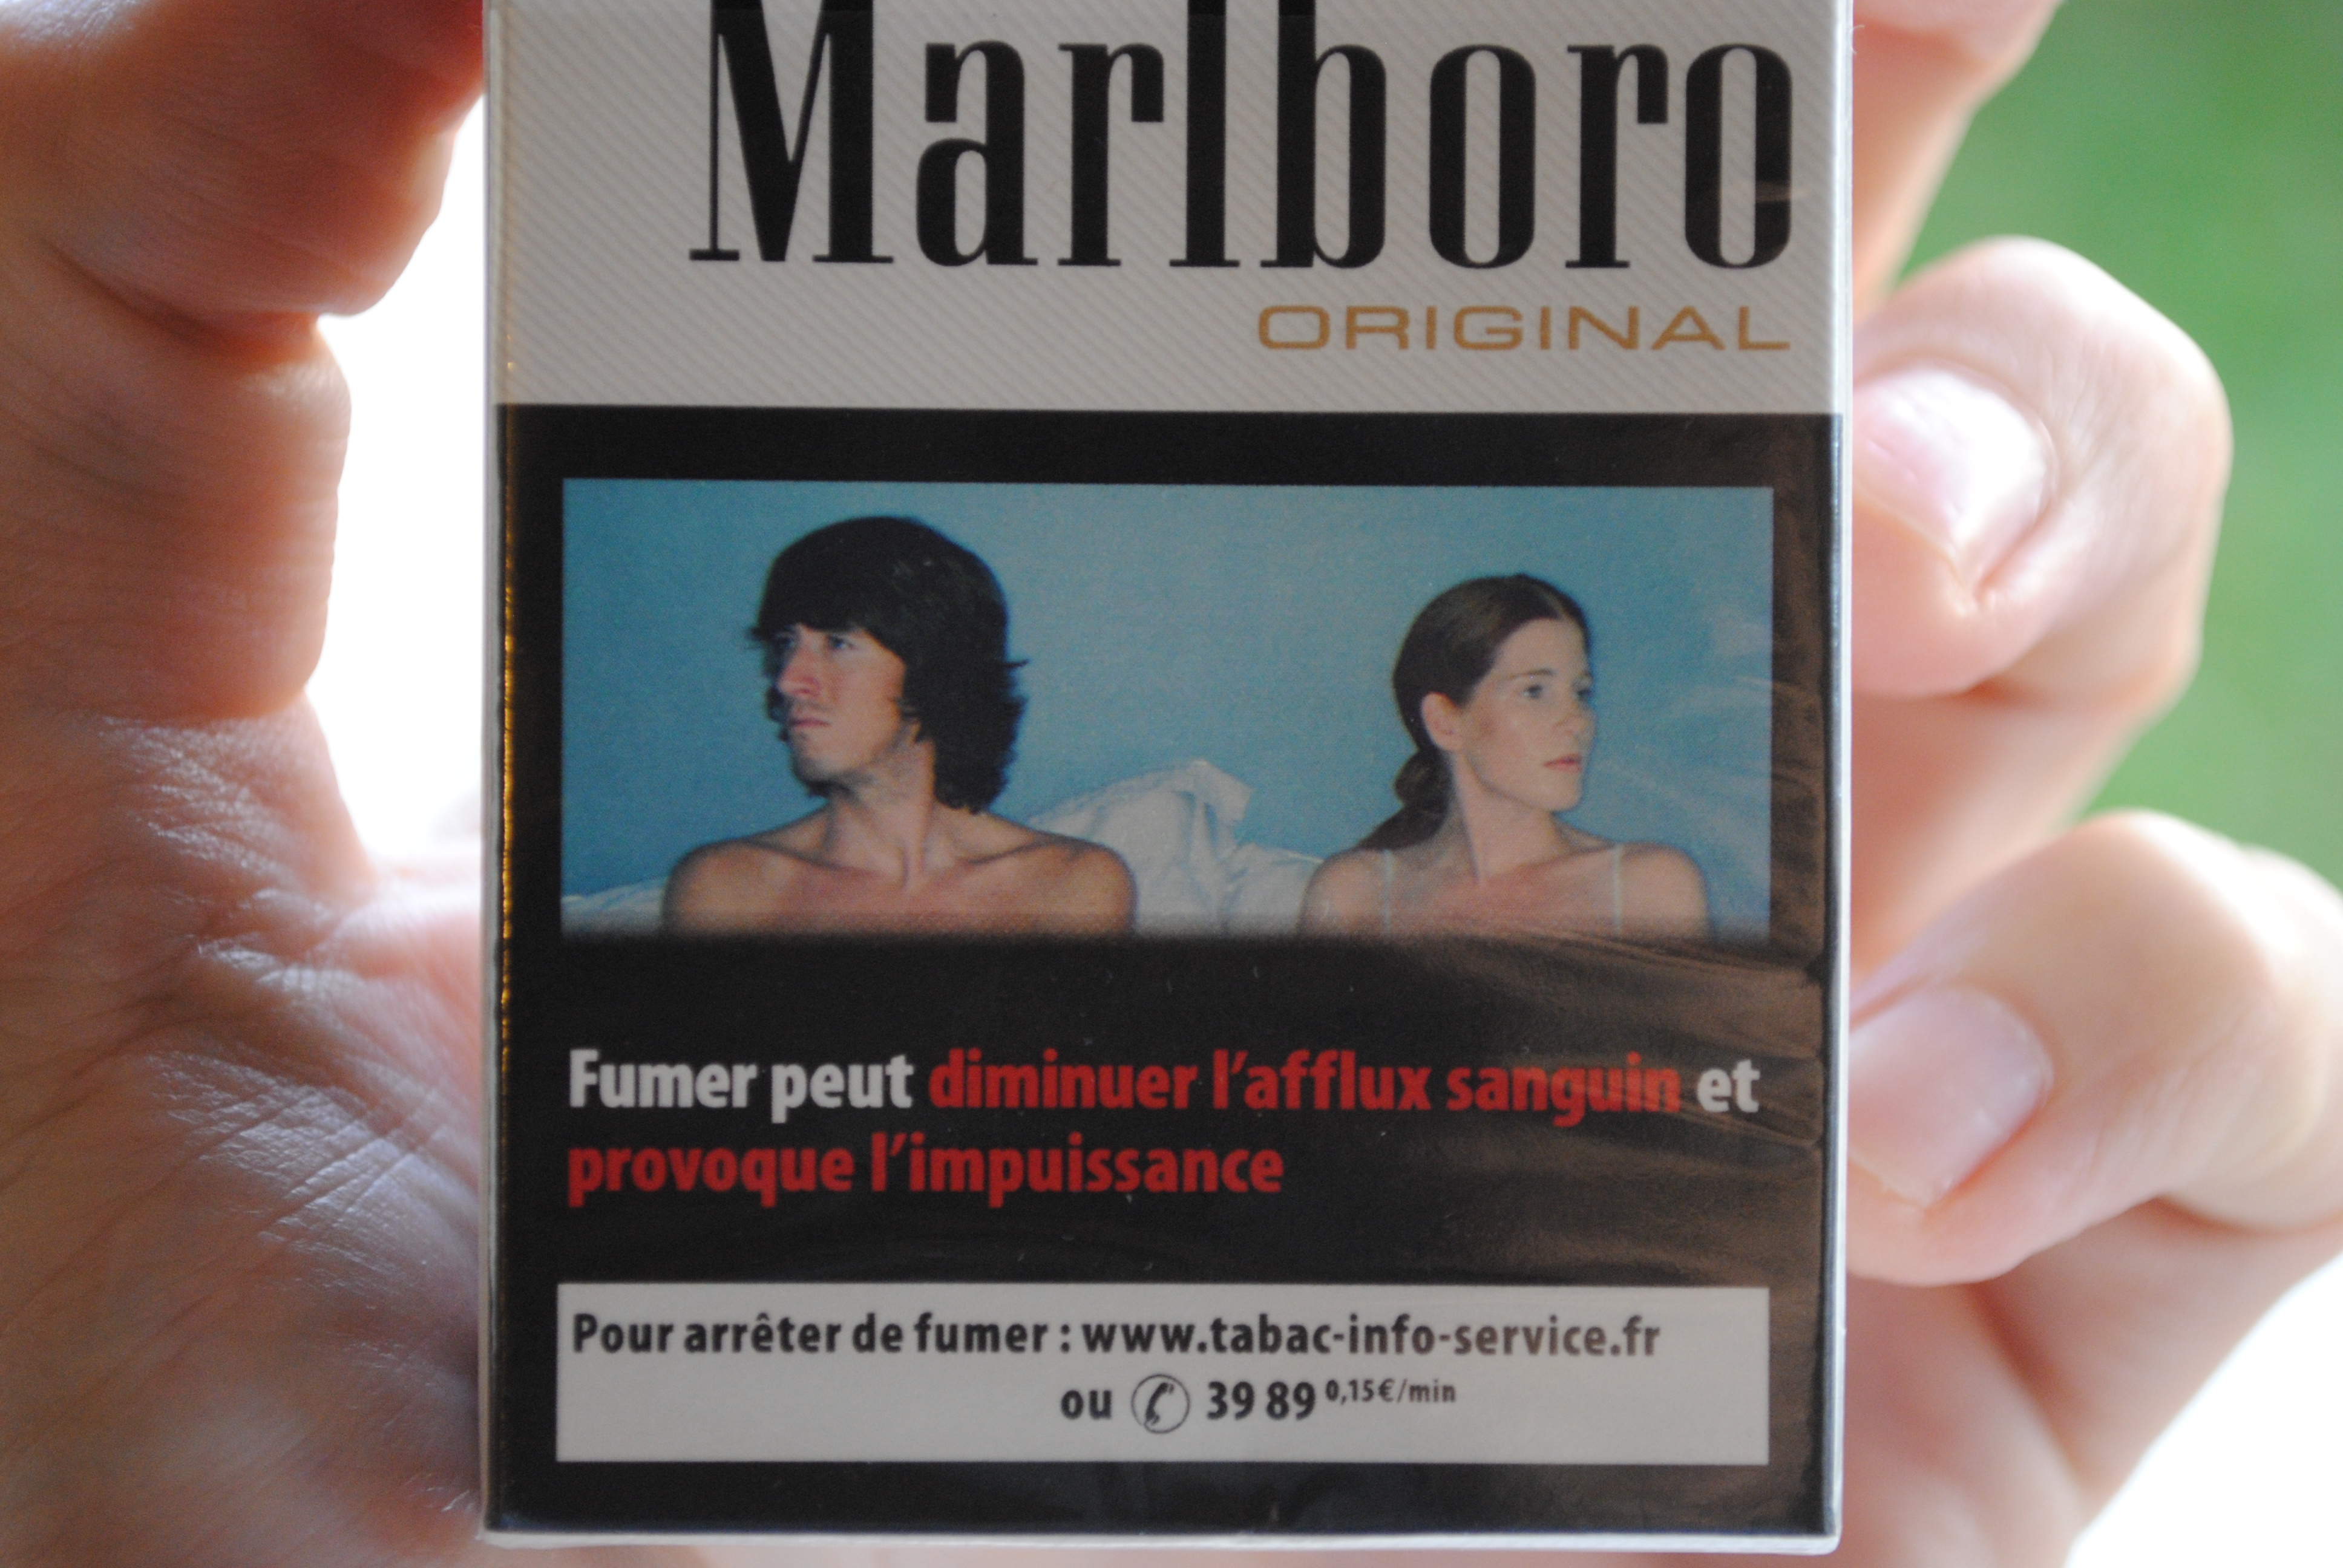 Marlboro
ORIGINAL
Fumer peut diminuer l'afflux sanguin et
provoque l'impuissance
Pour arrêter de fumer : www.tabac-info-service.fr
ou 39 89 0,15€/min